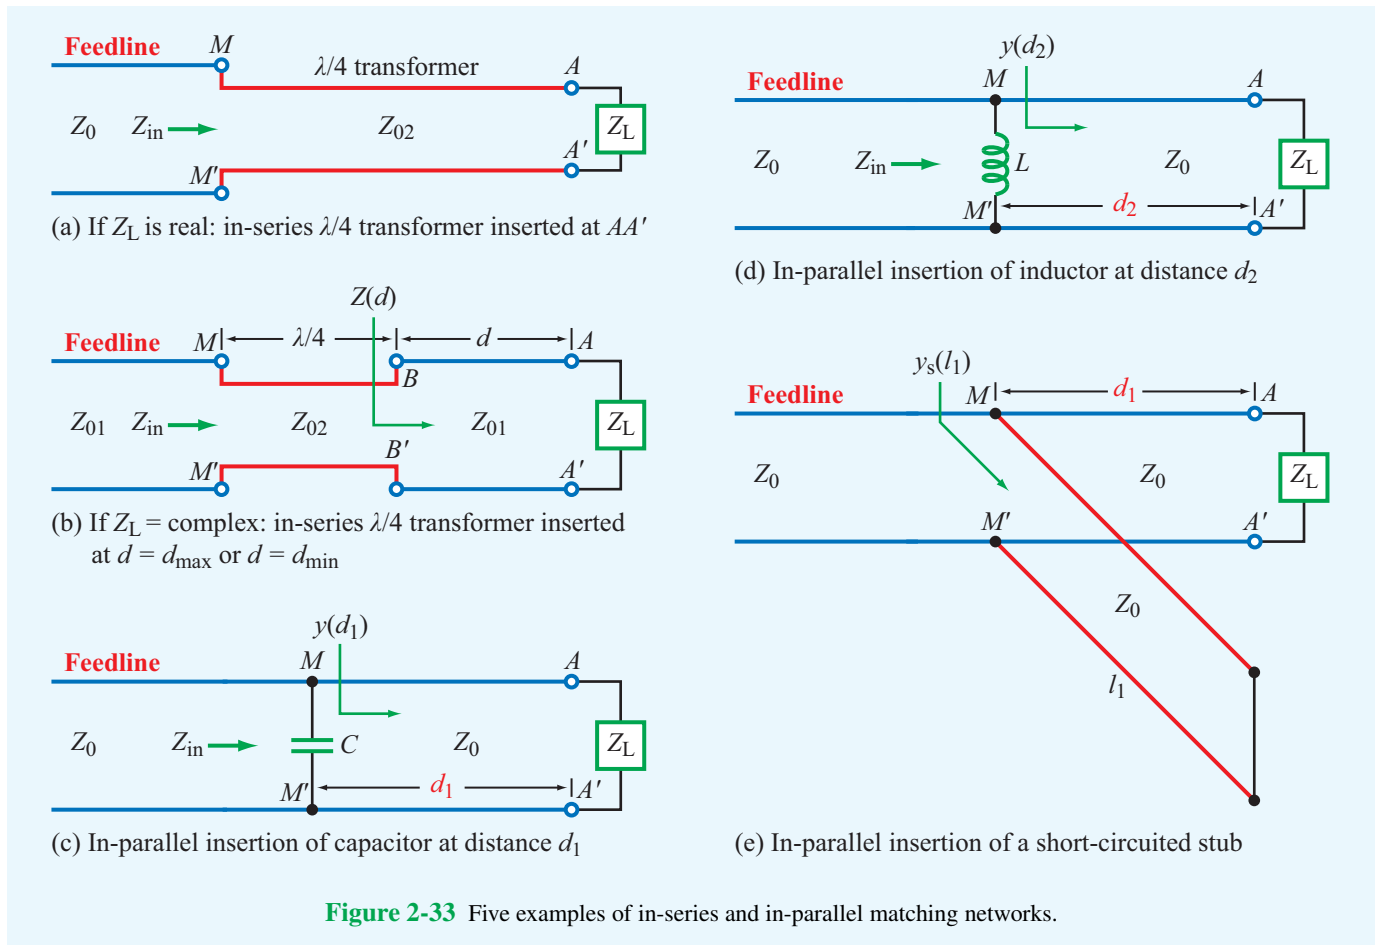 Feedline
M
λ/4 transformer
A
Z0 Zin Z02 ZL
M' A'
(a) If ZL is real: in-series λ/4 transformer inserted at AA'
Z(d)
Feedline
M λ/4 d A
B
Z01 Zin Z02 Z01 ZL
B'
M' A'
(b) If ZL = complex: in-series λ/4 transformer inserted
at d = dmax or d = dmin
y(d1)
Feedline M A
Z0 Zin C Z0 ZL
M' d1 A'
(c) In-parallel insertion of capacitor at distance d1
y(d2)
Feedline M A
Z0 Zin L Z0 ZL
M' d2 A'
(d) In-parallel insertion of inductor at distance d2
ys(l1)
Feedline M d1 A
Z0 Z0 ZL
M' A'
Z0
l1
(e) In-parallel insertion of a short-circuited stub
Figure 2-33 Five examples of in-series and in-parallel matching networks.